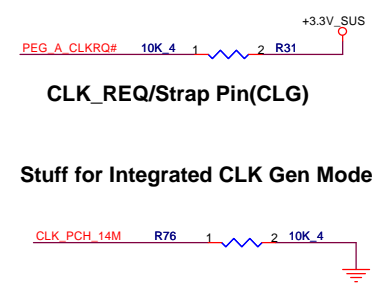 +3.3V_SUS
PEG_A_CLKRQ# 10K_4 1 2 R31
CLK_REQ/Strap Pin(CLG)
Stuff for Integrated CLK Gen Mode
CLK_PCH_14M R76 1 2 10K_4